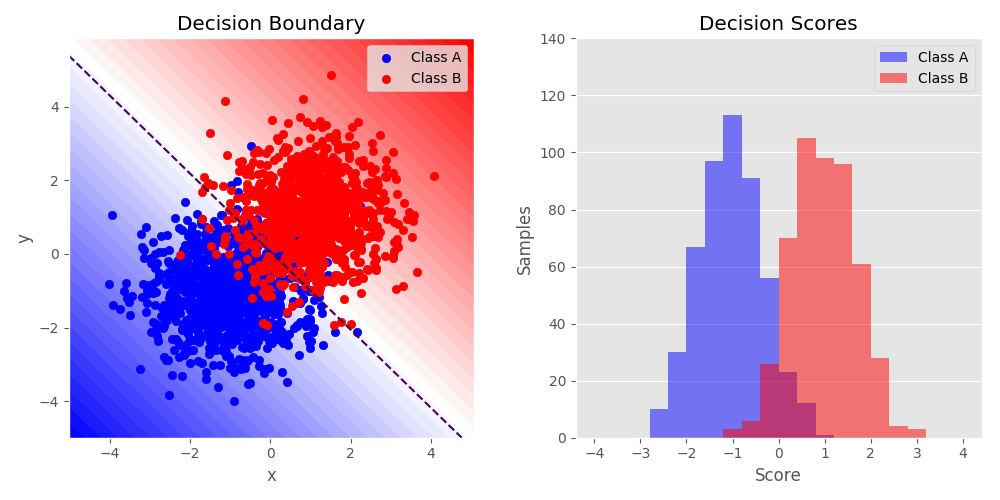 Decision Boundary
Class A
Class B
4
2
0
−2
−4
y
−4 −2 0 2 4
x
Decision Scores
Class A
Class B
140
120
100
80
60
40
20
0
Samples
−4 −3 −2 −1 0 1 2 3 4
Score